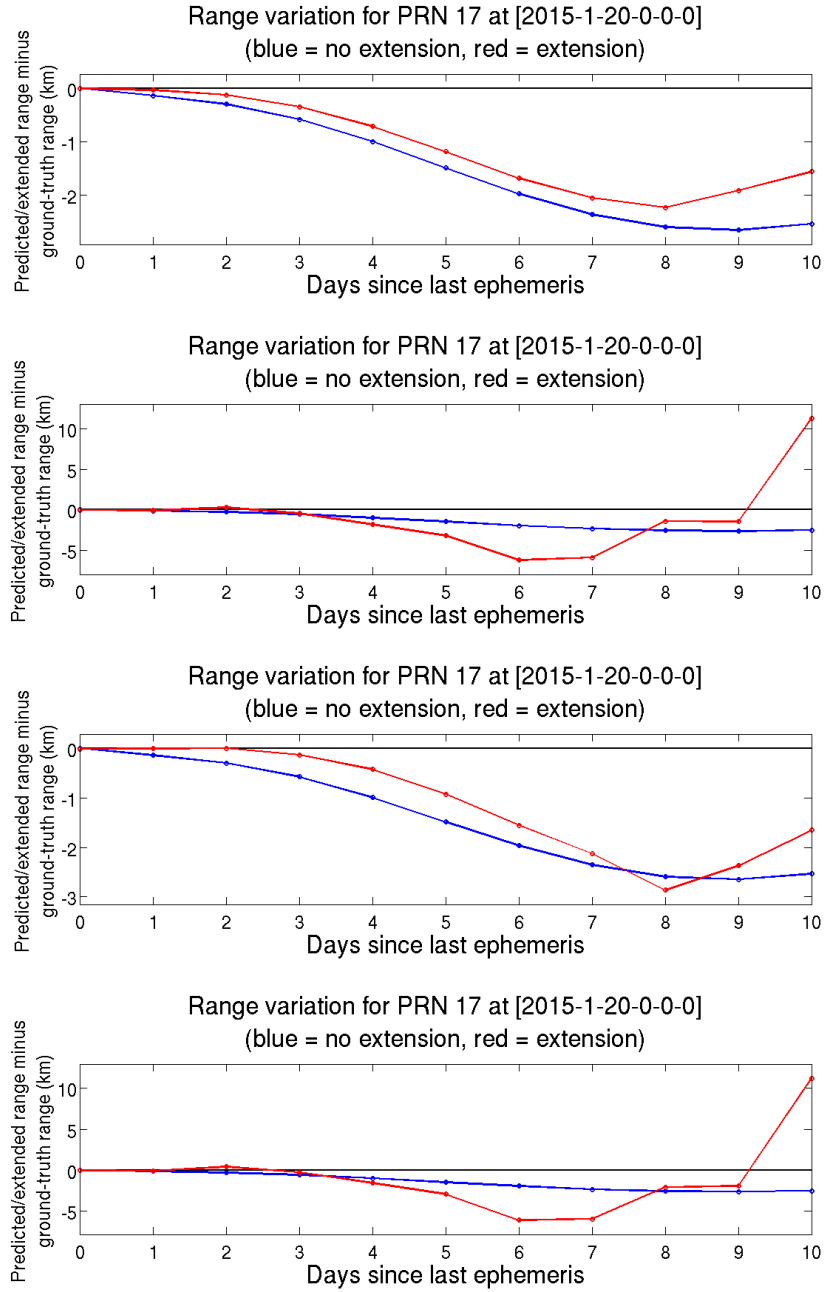 Range variation for PRN 17 at [2015-1-20-0-0-0]
(blue = no extension, red = extension)
Predicted/extended range minus
ground-truth range (km)
0
-1
-2
0 1 2 3 4 5 6 7 8 9 10
Days since last ephemeris
Range variation for PRN 17 at [2015-1-20-0-0-0]
(blue = no extension, red = extension)
Predicted/extended range minus
ground-truth range (km)
10
5
0
-5
0 1 2 3 4 5 6 7 8 9 10
Days since last ephemeris
Range variation for PRN 17 at [2015-1-20-0-0-0]
(blue = no extension, red = extension)
Predicted/extended range minus
ground-truth range (km)
0
-1
-2
-3
0 1 2 3 4 5 6 7 8 9 10
Days since last ephemeris
Range variation for PRN 17 at [2015-1-20-0-0-0]
(blue = no extension, red = extension)
Predicted/extended range minus
ground-truth range (km)
10
5
0
-5
0 1 2 3 4 5 6 7 8 9 10
Days since last ephemeris